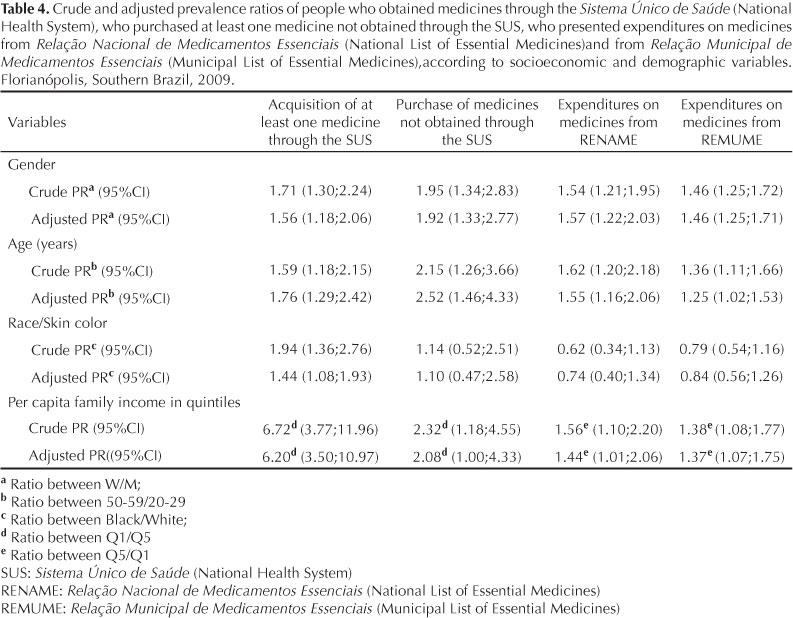 Table 4. Crude and adjusted prevalence ratios of people who obtained medicines through the Sistema Único de Saúde (National
Health System), who purchased at least one medicine not obtained through the SUS, who presented expenditures on medicines
from Relação Nacional de Medicamentos Essenciais (National List of Essential Medicines)and from Relação Municipal de
Medicamentos Essenciais (Municipal List of Essential Medicines),according to socioeconomic and demographic variables.
Florianópolis, Southern Brazil, 2009.
Variables Acquisition of at least one medicine through the SUS Purchase of medicines not obtained through the SUS Expenditures on medicines from RENAME Expenditures on medicines from REMUME
Gender
Crude PRa (95%CI) 1.71 (1.30;2.24) 1.95 (1.34;2.83) 1.54 (1.21;1.95) 1.46 (1.25;1.72)
Adjusted PRa (95%CI) 1.56 (1.18;2.06) 1.92 (1.33;2.77) 1.57 (1.22;2.03) 1.46 (1.25;1.71)
Age (years)
Crude PRb (95%CI) 1.59 (1.18;2.15) 2.15 (1.26;3.66) 1.62 (1.20;2.18) 1.36 (1.11;1.66)
Adjusted PRb (95%CI) 1.76 (1.29;2.42) 2.52 (1.46;4.33) 1.55 (1.16;2.06) 1.25 (1.02;1.53)
Race/Skin color
Crude PRc (95%CI) 1.94 (1.36;2.76) 1.14 (0.52;2.51) 0.62 (0.34;1.13) 0.79 ( 0.54;1.16)
Adjusted PRc (95%CI) 1.44 (1.08;1.93) 1.10 (0.47;2.58) 0.74 (0.40;1.34) 0.84 (0.56;1.26)
Per capita family income in quintiles
Crude PR (95%CI) 6.72d (3.77;11.96) 2.32d (1.18;4.55) 1.56e (1.10;2.20) 1.38e (1.08;1.77)
Adjusted PR((95%CI) 6.20d (3.50;10.97) 2.08d (1.00;4.33) 1.44e (1.01;2.06) 1.37e (1.07;1.75)
a Ratio between W/M;
b Ratio between 50-59/20-29
c Ratio between Black/White;
d Ratio between Q1/Q5
e Ratio between Q5/Q1
SUS: Sistema Único de Saúde (National Health System)
RENAME: Relação Nacional de Medicamentos Essenciais (National List of Essential Medicines)
REMUME: Relação Municipal de Medicamentos Essenciais (Municipal List of Essential Medicines)